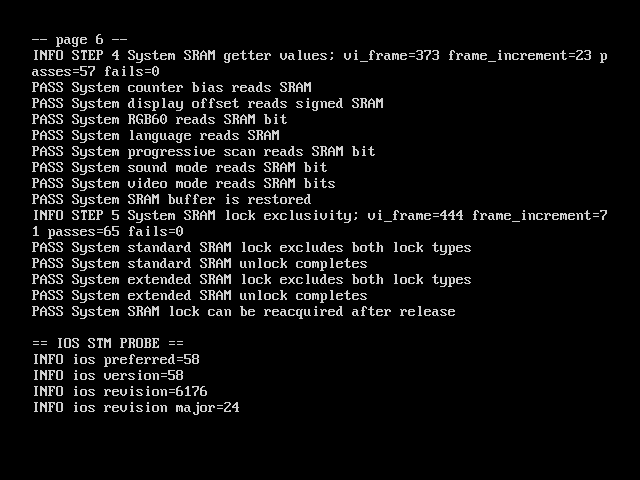 -- page 6 --
INFO STEP 4 System SRAM getter values; vi_frame=373 frame_increment=23 p
asses=57 fails=0
PASS System counter bias reads SRAM
PASS System display offset reads signed SRAM
PASS System RGB60 reads SRAM bit
PASS System language reads SRAM
PASS System progressive scan reads SRAM bit
PASS System sound mode reads SRAM bit
PASS System video mode reads SRAM bits
PASS System SRAM buffer is restored
INFO STEP 5 System SRAM lock exclusivity; vi_frame=444 frame_increment=7
1 passes=65 fails=0
PASS System standard SRAM lock excludes both lock types
PASS System standard SRAM unlock completes
PASS System extended SRAM lock excludes both lock types
PASS System extended SRAM unlock completes
PASS System SRAM lock can be reacquired after release

== IOS STM PROBE ==
INFO ios preferred=58
INFO ios version=58
INFO ios revision=6176
INFO ios revision major=24